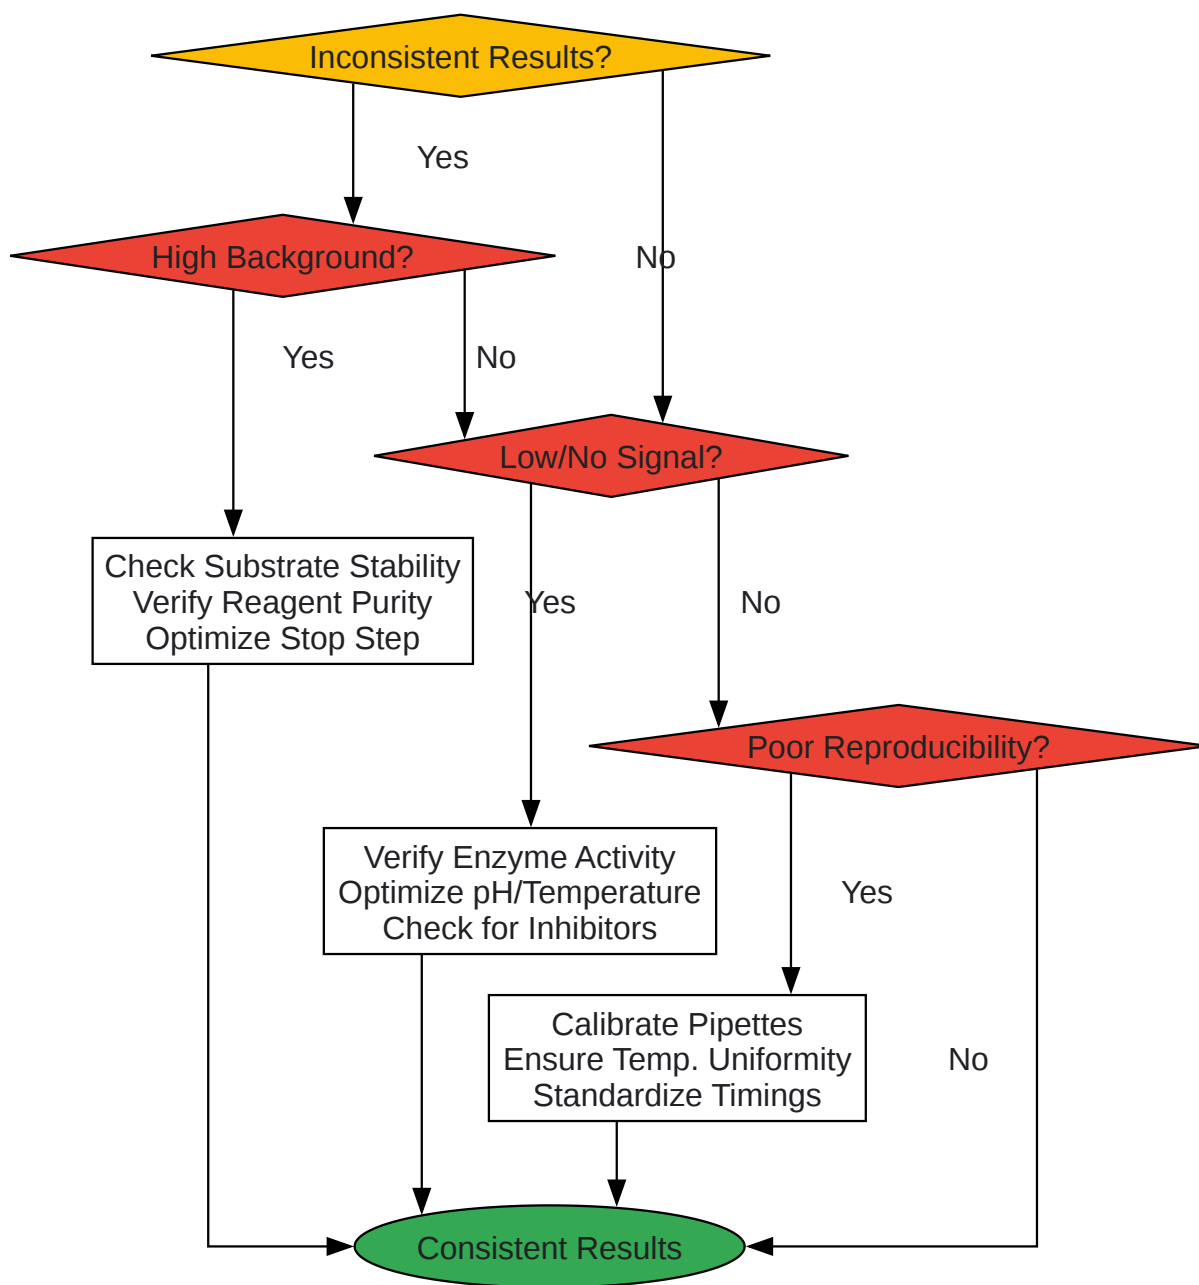 Inconsistent Results?
Yes
High Background?
No
Yes
No
Low/No Signal?
Check Substrate Stability
Verify Reagent Purity
Optimize Stop Step
Yes
No
Poor Reproducibility?
Verify Enzyme Activity
Optimize pH/Temperature
Check for Inhibitors
Yes
Calibrate Pipettes
Ensure Temp. Uniformity
Standardize Timings
No
Consistent Results